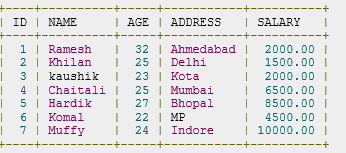 +----+----------+-----+-----------+----------+
| ID | NAME     | AGE | ADDRESS   | SALARY   |
+----+----------+-----+-----------+----------+
|  1 | Ramesh   |  32 | Ahmedabad |  2000.00 |
|  2 | Khilan   |  25 | Delhi     |  1500.00 |
|  3 | kaushik  |  23 | Kota      |  2000.00 |
|  4 | Chaitali |  25 | Mumbai    |  6500.00 |
|  5 | Hardik   |  27 | Bhopal    |  8500.00 |
|  6 | Komal    |  22 | MP        |  4500.00 |
|  7 | Muffy    |  24 | Indore    | 10000.00 |
+----+----------+-----+-----------+----------+